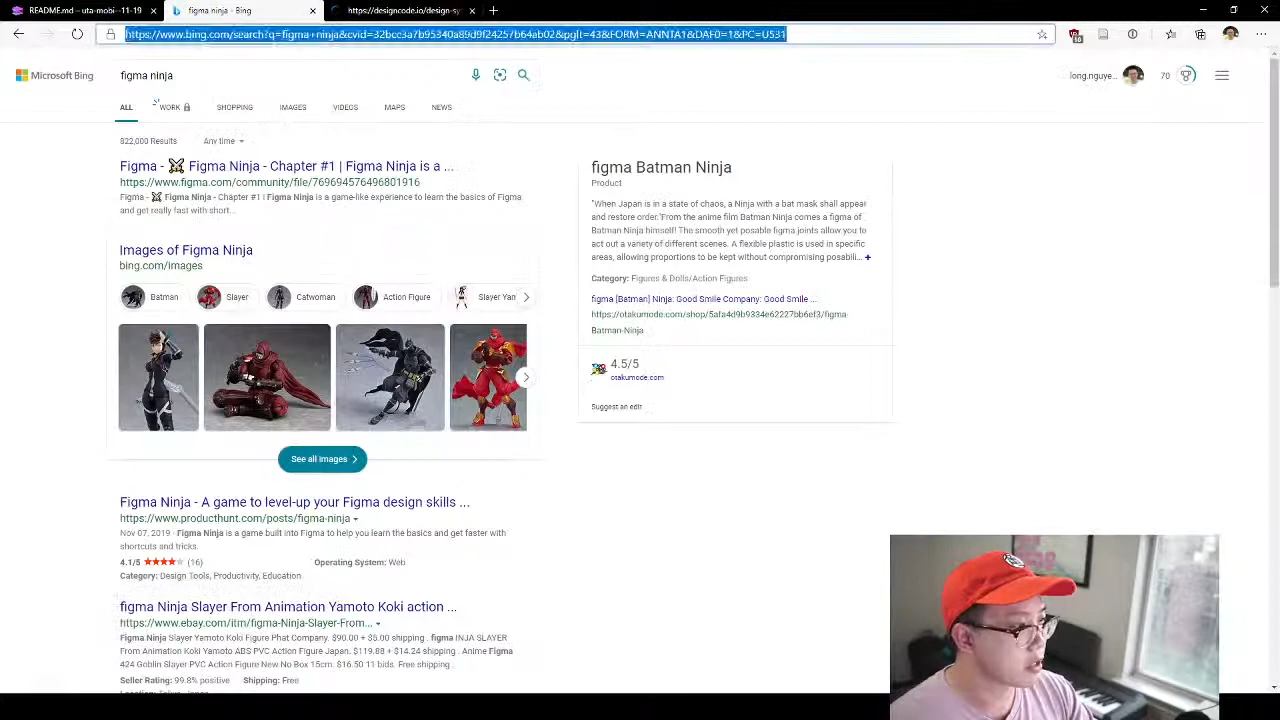 README.md - uta-mobi--11-19
figma ninja - Bing
https://designcode.io/design-sy
https://www.bing.com/search?q=figma+ninja&cvid=32bcc3a7b95340a89d9f24257b64ab02&pglt=43&FORM=ANNTA1&DAF0=1&PC=U531
Microsoft Bing
figma ninja
long.nguye...
70
ALL
WORK
SHOPPING
IMAGES
VIDEOS
MAPS
NEWS
822,000 Results
Any time
Figma - ⚔️ Figma Ninja - Chapter #1 | Figma Ninja is a ...
https://www.figma.com/community/file/769694576496801916
Figma - ⚔️ Figma Ninja - Chapter #1 | Figma Ninja is a game-like experience to learn the basics of Figma
and get really fast with short...
Images of Figma Ninja
bing.com/images
Batman
Slayer
Catwoman
Action Figure
Slayer Yan
See all images
Figma Ninja - A game to level-up your Figma design skills ...
https://www.producthunt.com/posts/figma-ninja
Nov 07, 2019 · Figma Ninja is a game built into Figma to help you learn the basics and get faster with
shortcuts and tricks.
4.1/5 ★★★★☆ (16)
Operating System: Web
Category: Design Tools, Productivity, Education
figma Ninja Slayer From Animation Yamoto Koki action ...
https://www.ebay.com/itm/figma-Ninja-Slayer-From...
Figma Ninja Slayer Yamoto Koki Figure Phat Company. $90.00 + $5.00 shipping . figma INJA SLAYER
From Animation Koki Yamoto ABS PVC Action Figure Japan. $119.88 + $14.24 shipping . Anime Figma
424 Goblin Slayer PVC Action Figure New No Box 15cm. $16.50 11 bids. Free shipping .
Seller Rating: 99.8% positive
Shipping: Free
figma Batman Ninja
Product
"When Japan is in a state of chaos, a Ninja with a bat mask shall appear
and restore order."From the anime film Batman Ninja comes a figma of
Batman Ninja himself! The smooth yet posable figma joints allow you to
act out a variety of different scenes. A flexible plastic is used in specific
areas, allowing proportions to be kept without compromising posabili... +
Category: Figures & Dolls/Action Figures
figma [Batman] Ninja: Good Smile Company: Good Smile ...
https://otakumode.com/shop/5afa4d9b9334e62227bb6ef3/figma-
Batman-Ninja
4.5/5
otakumode.com
Suggest an edit